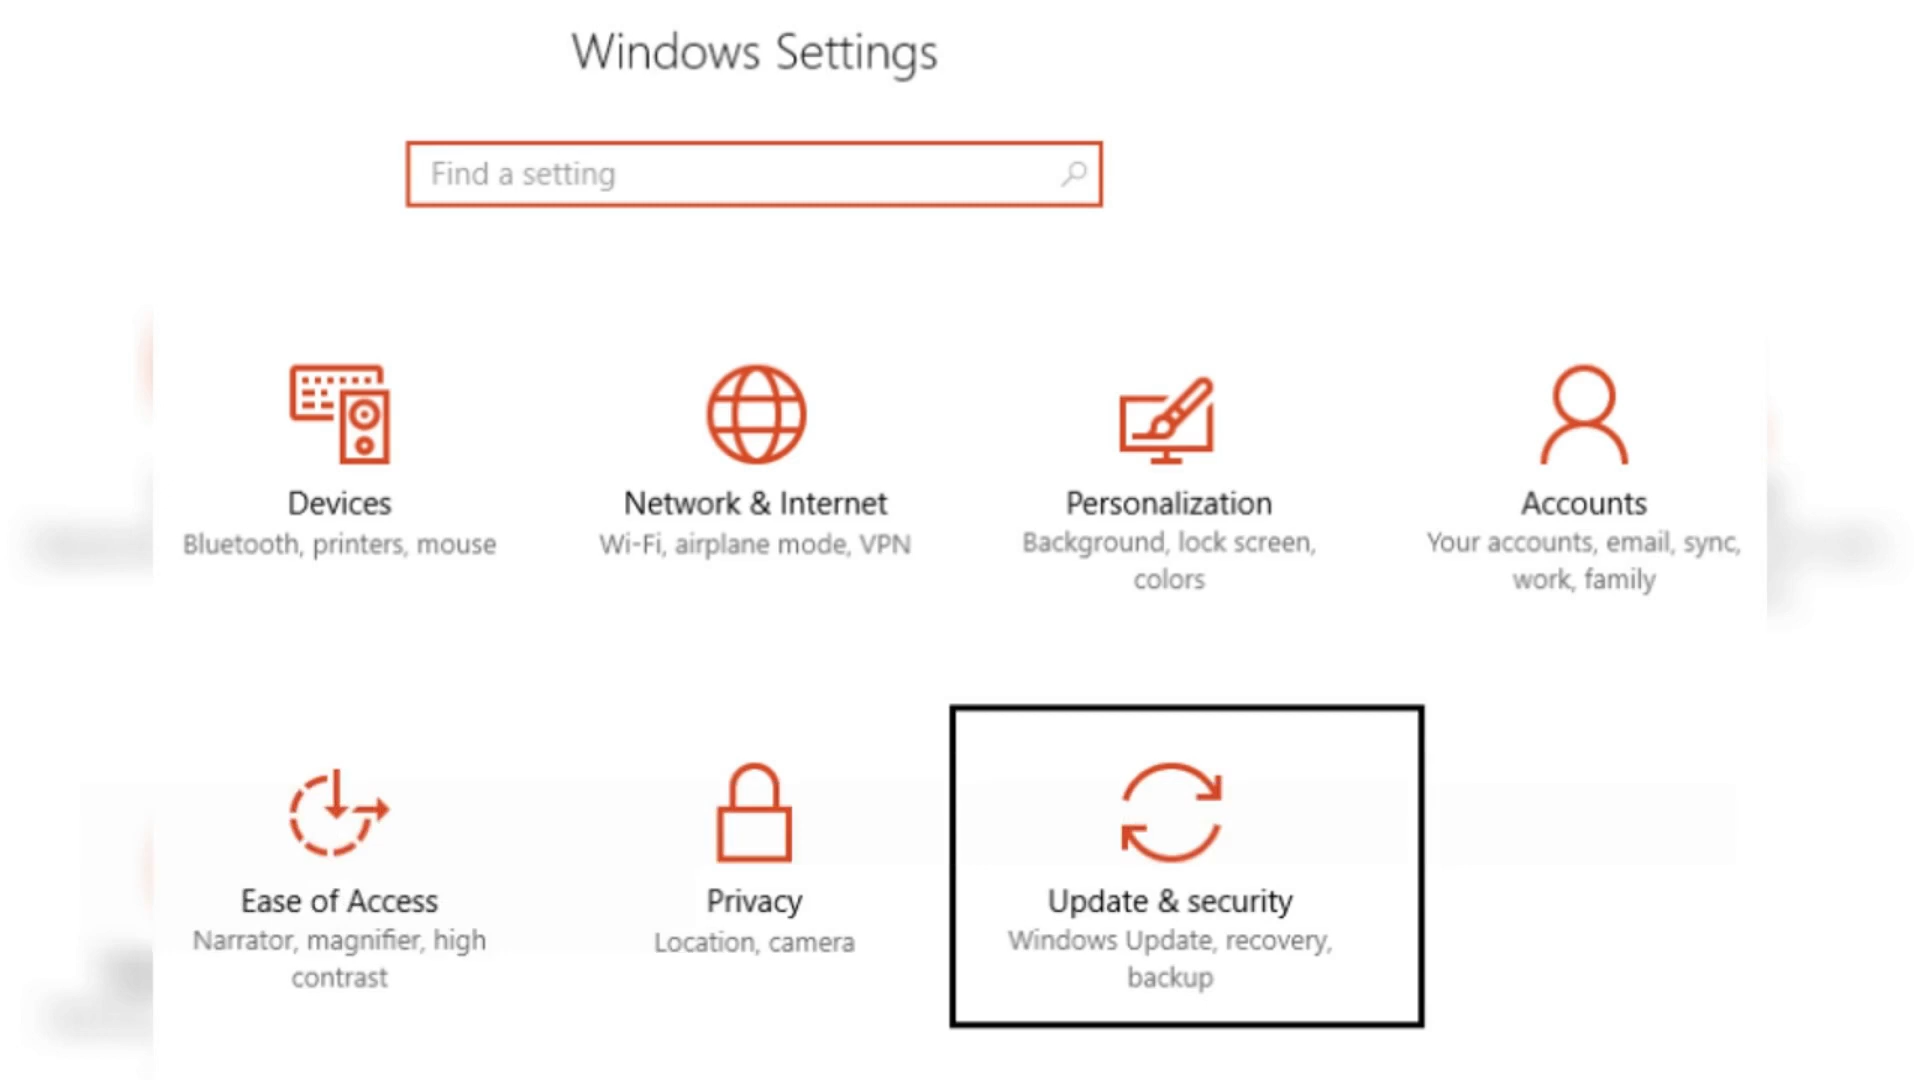 Windows Settings
Find a setting
Devices
Bluetooth, printers, mouse
Network & Internet
Wi-Fi, airplane mode, VPN
Personalization
Background, lock screen,
colors
Accounts
Your accounts, email, sync,
work, family
Ease of Access
Narrator, magnifier, high
contrast
Privacy
Location, camera
Update & security
Windows Update, recovery,
backup